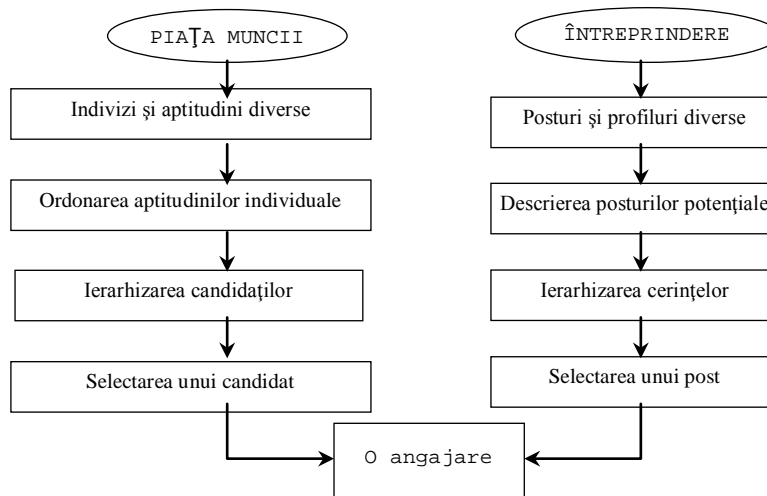 PIAŢA MUNCII
Indivizi şi aptitudini diverse
Ordonarea aptitudinilor individuale
Ierarhizarea candidaţilor
Selectarea unui candidat
ÎNTREPRINDERE
Posturi şi profiluri diverse
Descrierea posturilor potenţiale
Ierarhizarea cerinţelor
Selectarea unui post
O angajare